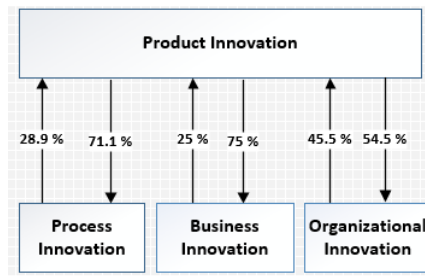 Product Innovation
28.9 % 71.1 % 25 % 75 % 45.5 % 54.5 %
Process
Innovation
Business
Innovation
Organizational
Innovation